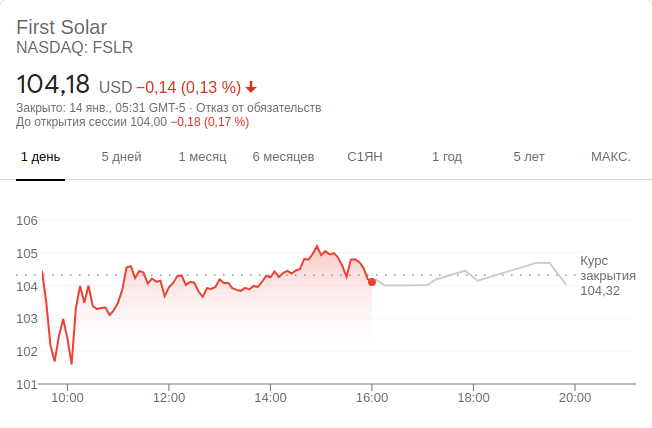 First Solar
NASDAQ: FSLR
104,18 USD −0,14 (0,13 %)
Закрыто: 14 янв., 05:31 GMT-5 · Отказ от обязательств
До открытия сессии 104,00 −0,18 (0,17 %)
1 день 5 дней 1 месяц 6 месяцев С1ЯН 1 год 5 лет МАКС.
106
105
104
103
102
101
Курс
закрытия
104,32
10:00 12:00 14:00 16:00 18:00 20:00